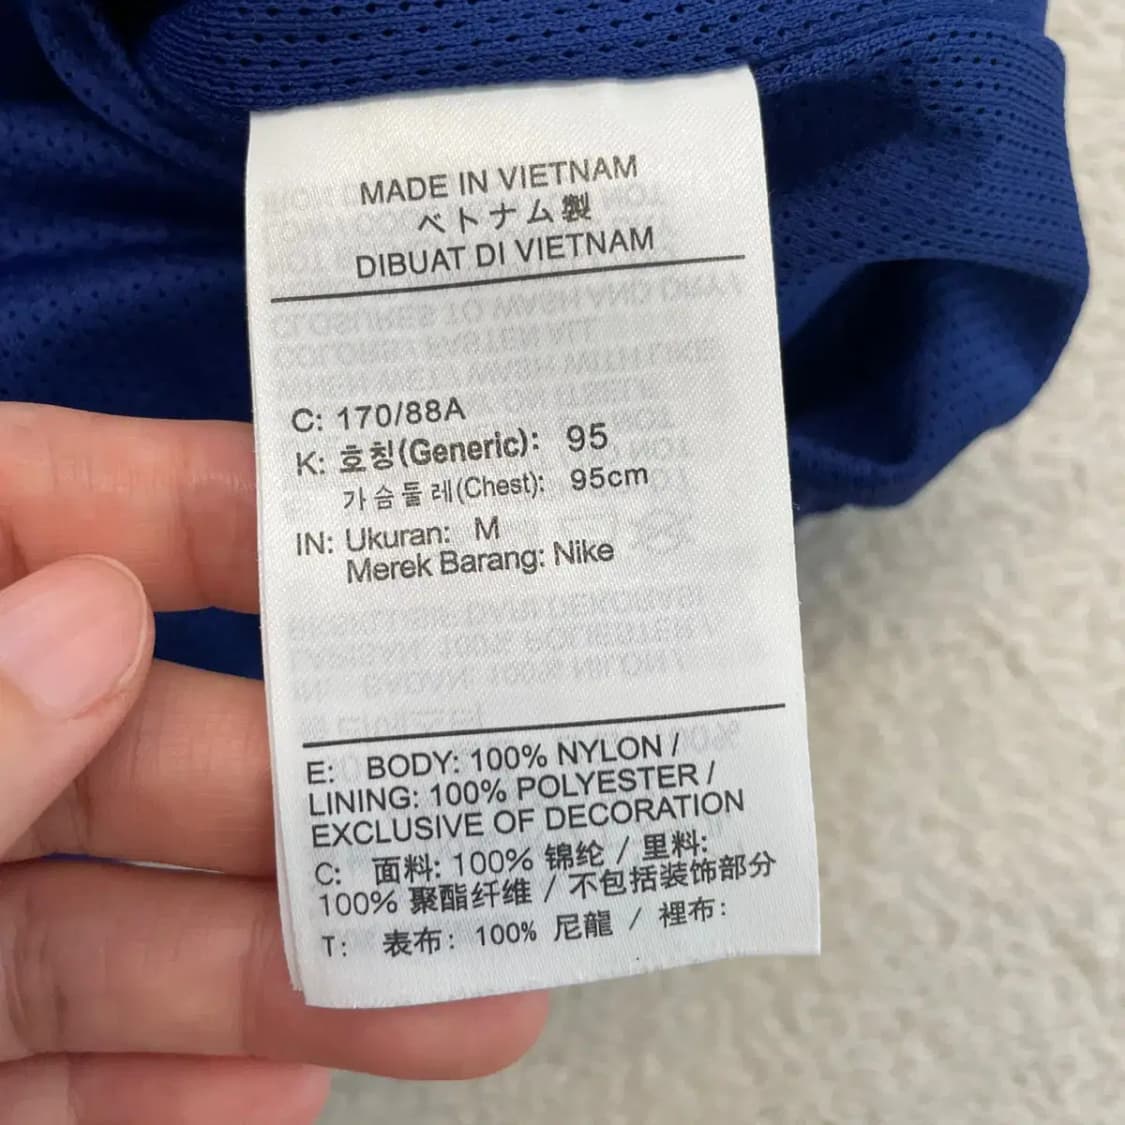 MADE IN VIETNAM
ベトナム製
DIBUAT DI VIETNAM
C: 170/88A
K: 호칭(Generic): 95
가슴둘레(Chest): 95cm
IN: Ukuran: M
Merek Barang: Nike
E: BODY: 100% NYLON /
LINING: 100% POLYESTER /
EXCLUSIVE OF DECORATION
C: 面料: 100% 锦纶 / 里料:
100% 聚酯纤维 / 不包括装饰部分
T: 表布: 100% 尼龍 / 裡布: